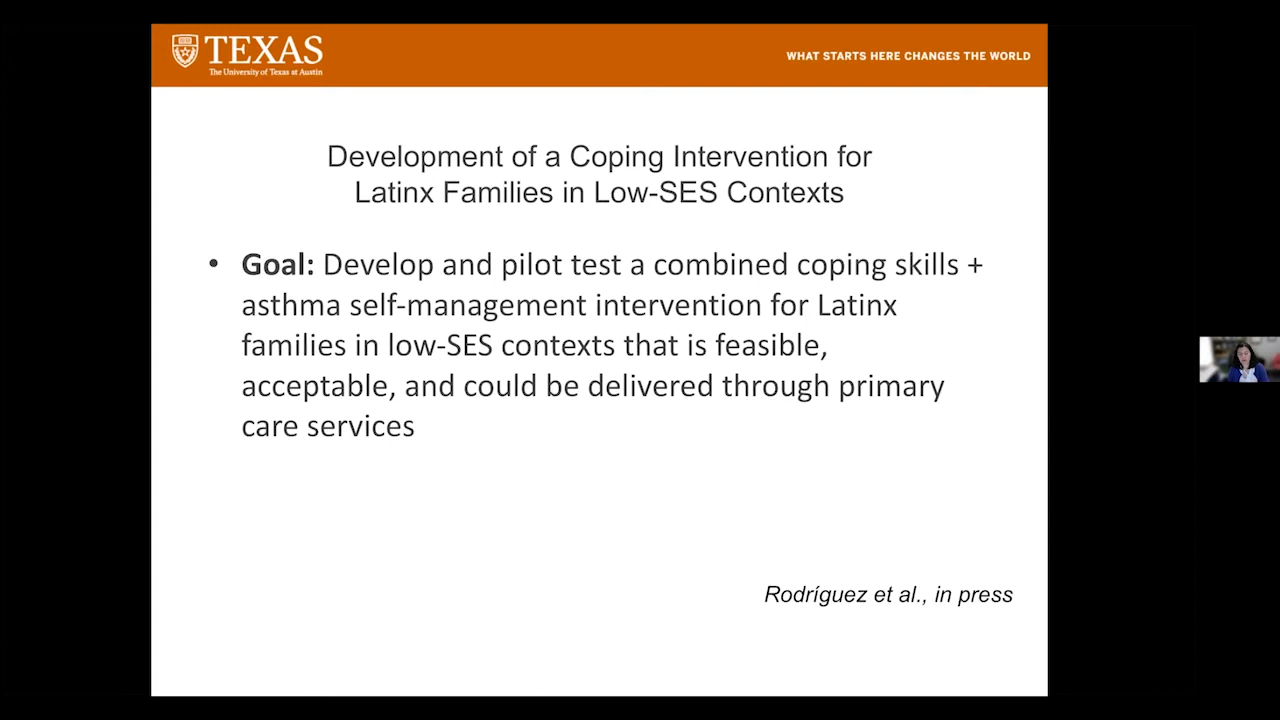 TEXAS
The University of Texas at Austin
WHAT STARTS HERE CHANGES THE WORLD
Development of a Coping Intervention for
Latinx Families in Low-SES Contexts
• Goal: Develop and pilot test a combined coping skills +
asthma self-management intervention for Latinx
families in low-SES contexts that is feasible,
acceptable, and could be delivered through primary
care services
Rodríguez et al., in press